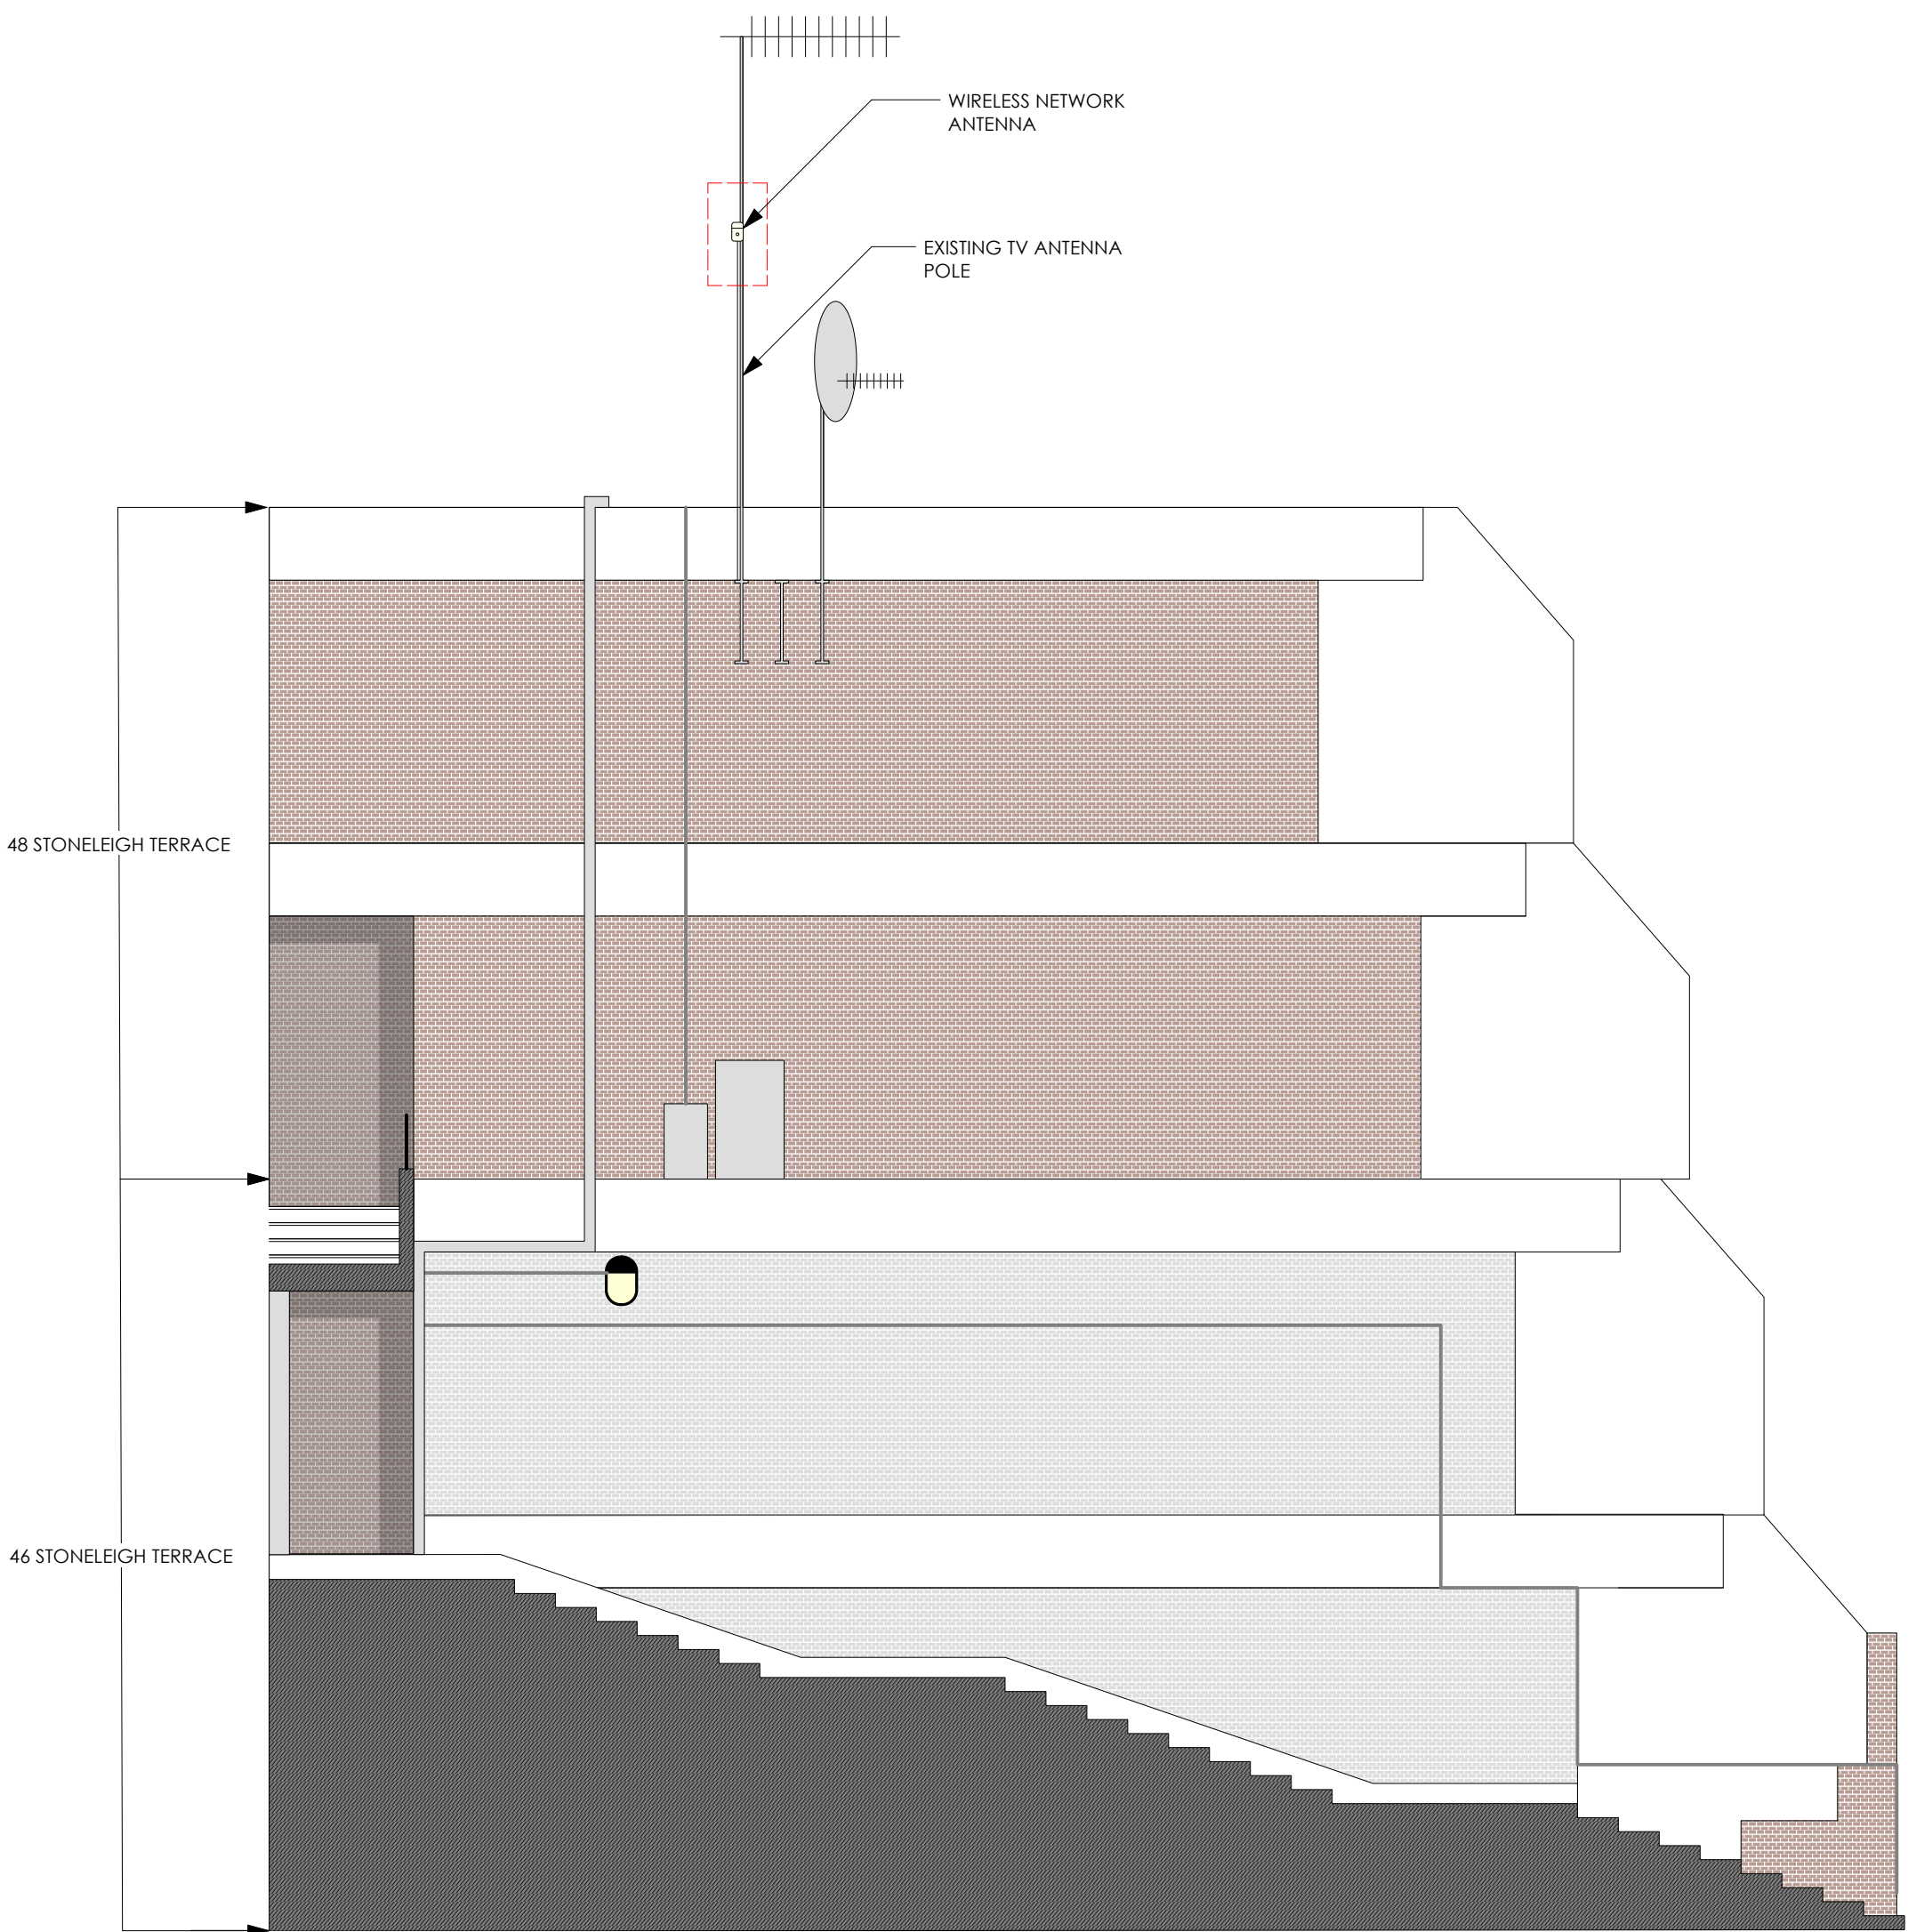 WIRELESS NETWORK
ANTENNA
EXISTING TV ANTENNA
POLE
48 STONELEIGH TERRACE
46 STONELEIGH TERRACE